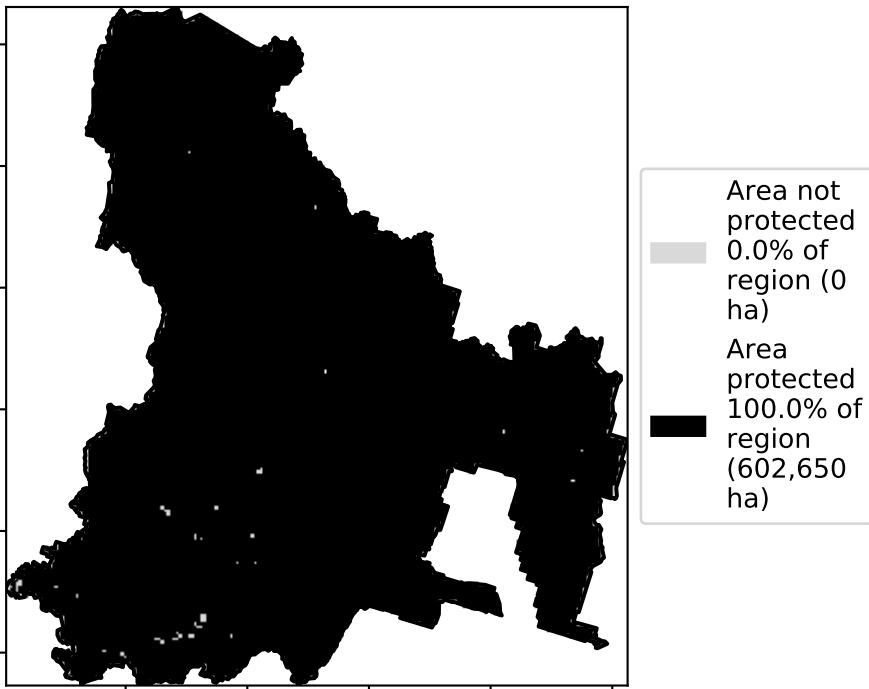 Area not
protected
0.0% of
region (0
ha)
Area
protected
100.0% of
region
(602,650
ha)